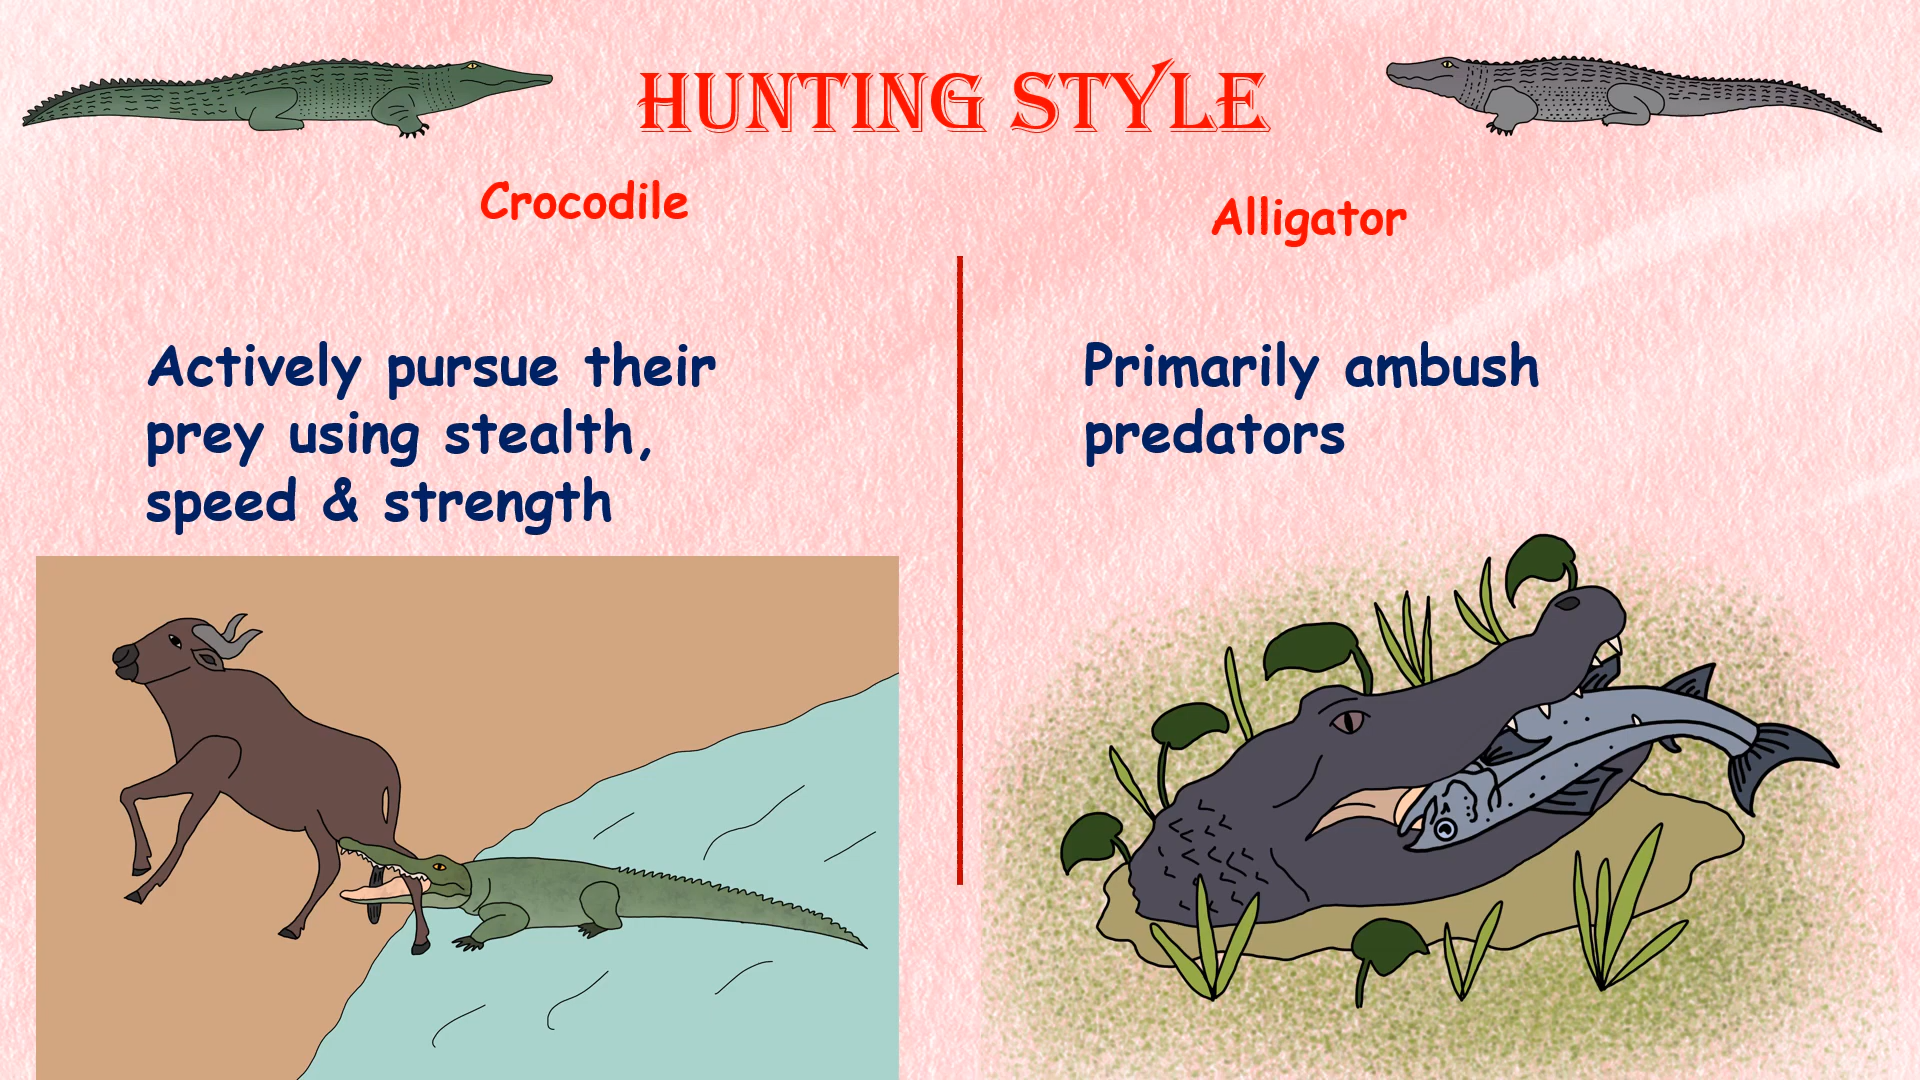 HUNTING STYLE
Crocodile
Actively pursue their
prey using stealth,
speed & strength
Alligator
Primarily ambush
predators